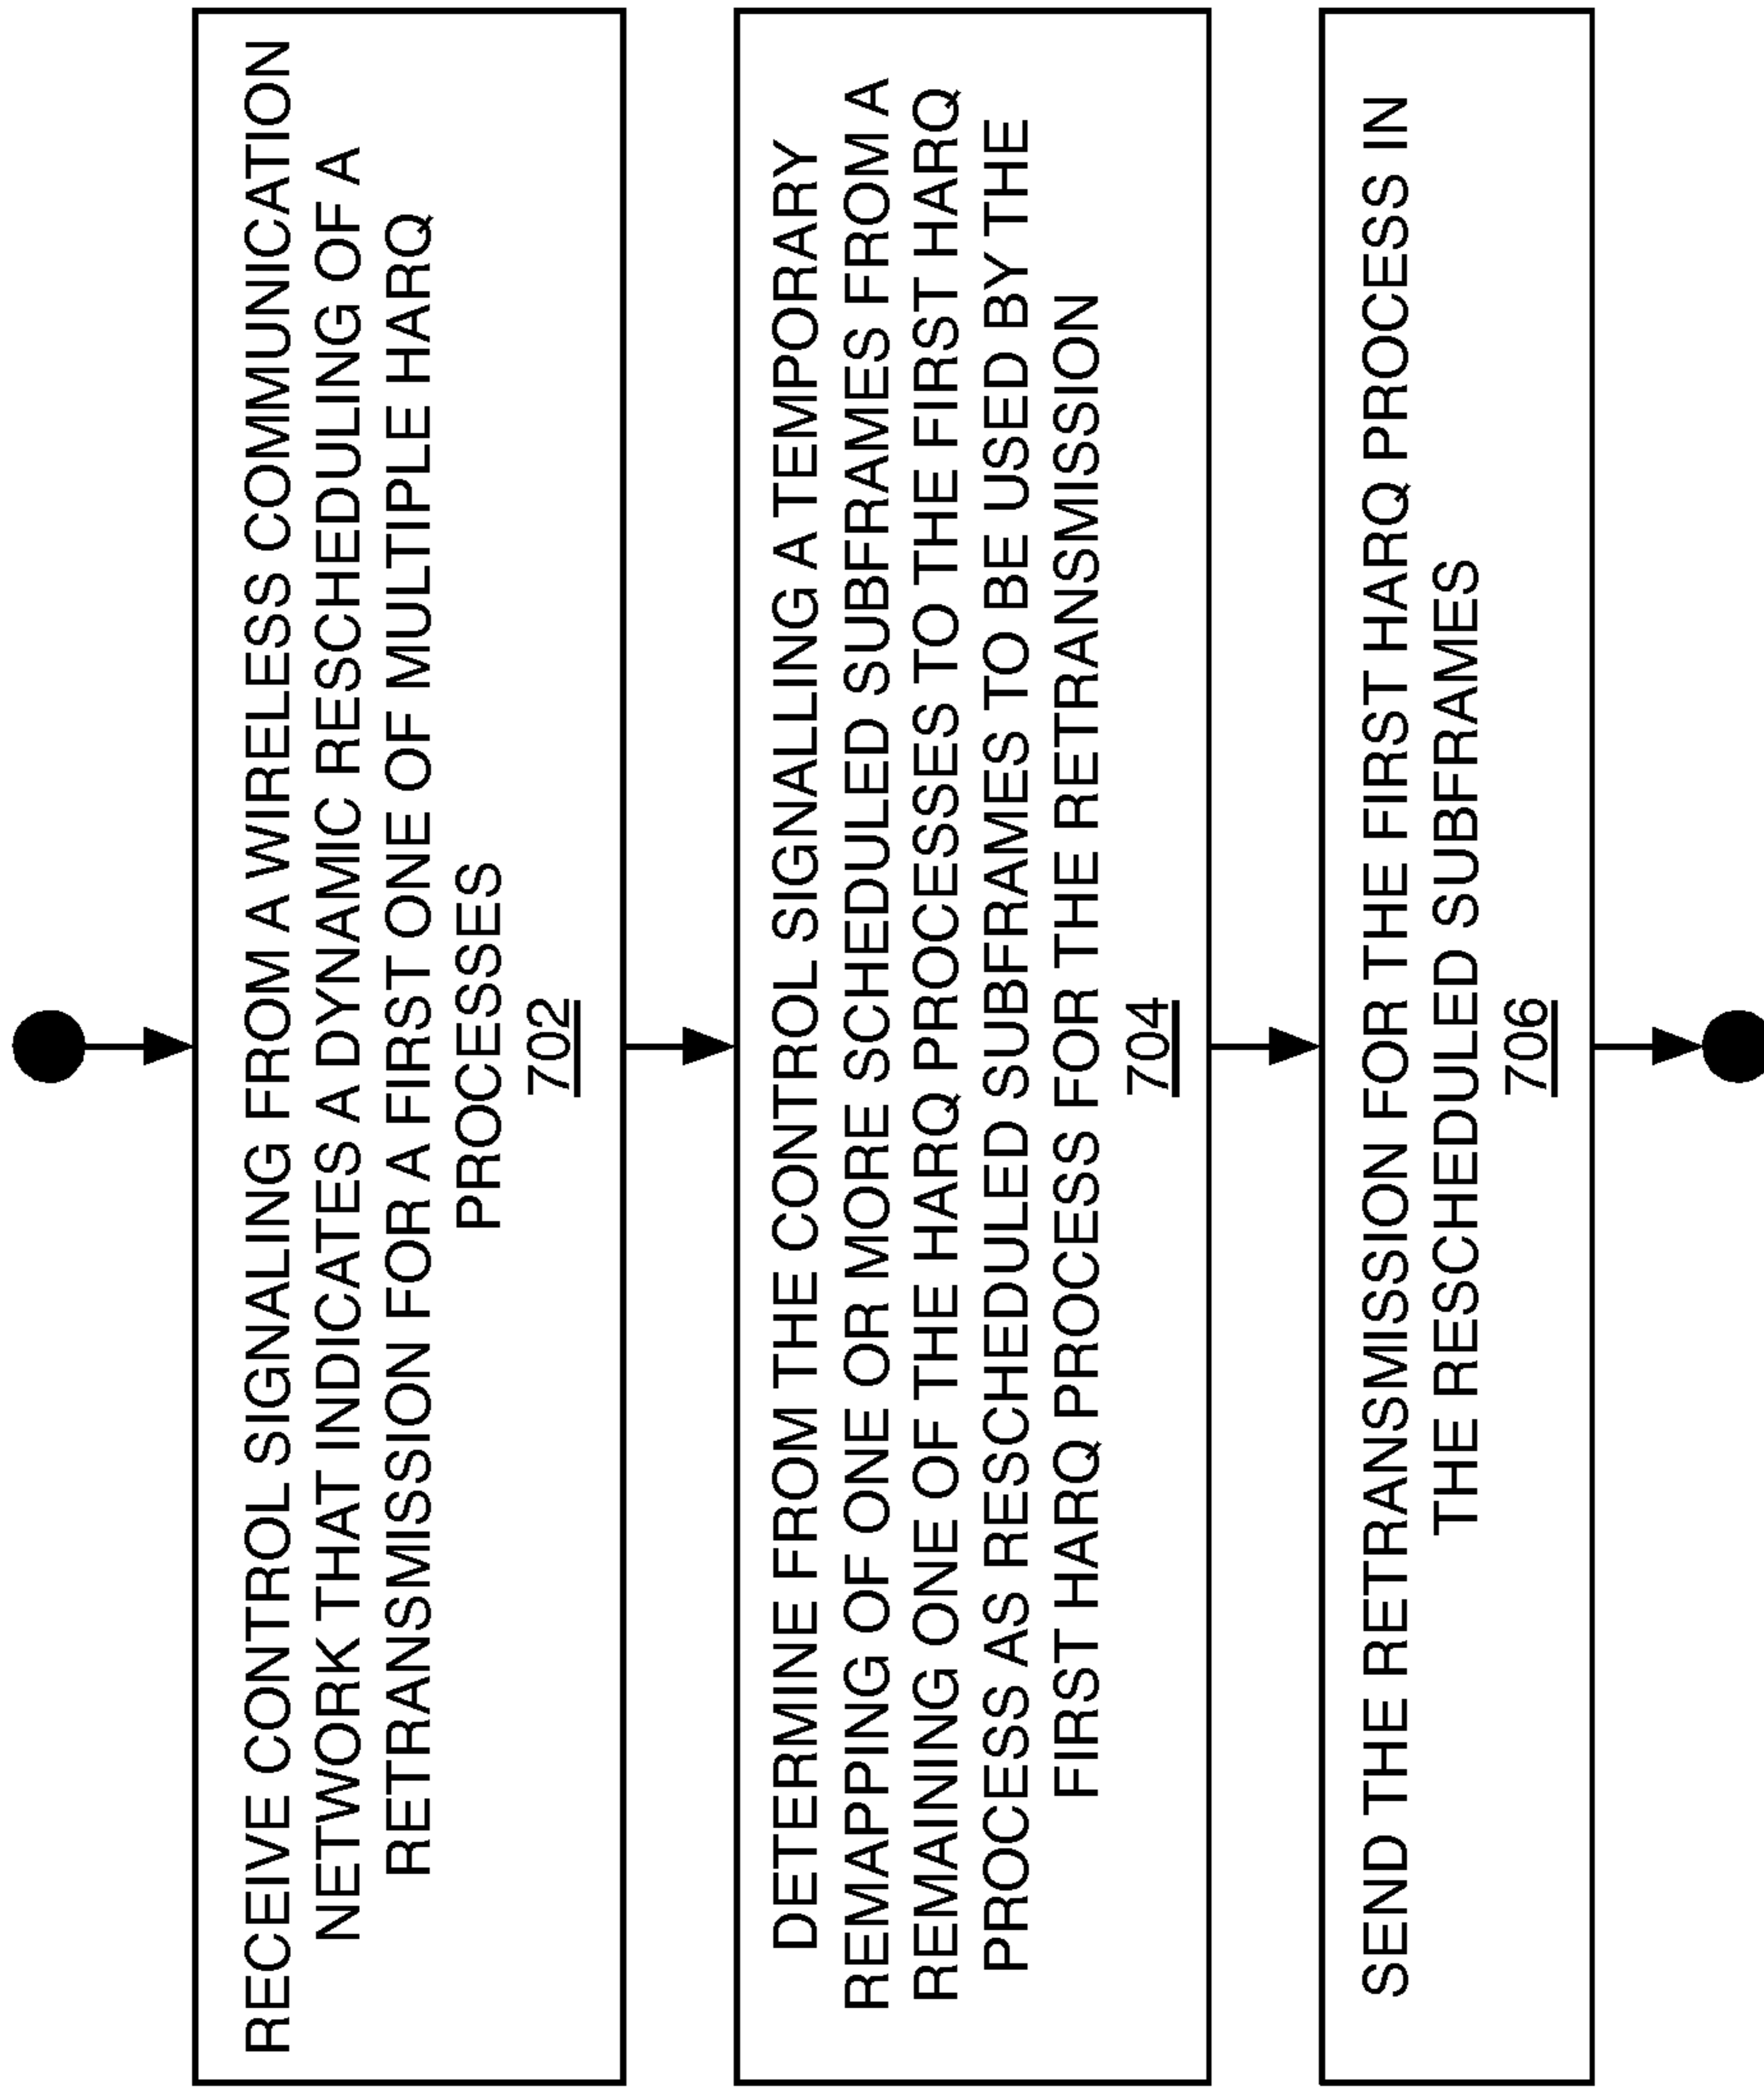 RECEIVE CONTROL SIGNALING FROM A WIRELESS COMMUNICATION
NETWORK THAT INDICATES A DYNAMIC RESCHEDULING OF A
RETRANSMISSION FOR A FIRST ONE OF MULTIPLE HARQ
PROCESSES
702
DETERMINE FROM THE CONTROL SIGNALLING A TEMPORARY
REMAPPING OF ONE OR MORE SCHEDULED SUBFRAMES FROM A
REMAINING ONE OF THE HARQ PROCESSES TO THE FIRST HARQ
PROCESS AS RESCHEDULED SUBFRAMES TO BE USED BY THE
FIRST HARQ PROCESS FOR THE RETRANSMISSION
704
SEND THE RETRANSMISSION FOR THE FIRST HARQ PROCESS IN
THE RESCHEDULED SUBFRAMES
706